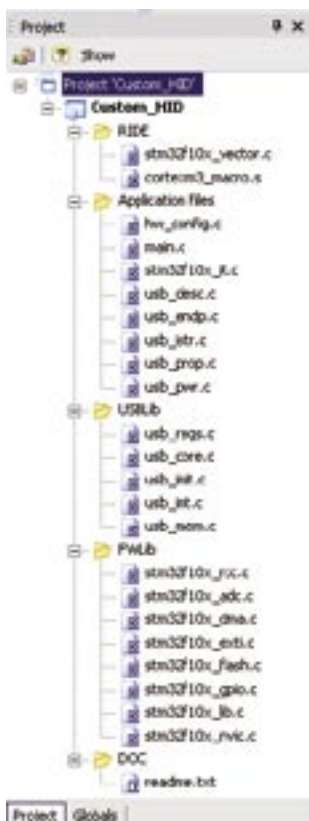 Project
Show
Project 'Custom_HID'
Custom_HID
RIDE
stm32f10x_vector.c
cortexm3_macro.s
Application files
hw_config.c
main.c
stm32f10x_it.c
usb_desc.c
usb_endp.c
usb_istr.c
usb_prop.c
usb_pwr.c
USBLib
usb_regs.c
usb_core.c
usb_init.c
usb_int.c
usb_mem.c
FWLib
stm32f10x_rcc.c
stm32f10x_adc.c
stm32f10x_dma.c
stm32f10x_exti.c
stm32f10x_flash.c
stm32f10x_gpio.c
stm32f10x_lib.c
stm32f10x_nvic.c
DOC
readme.txt
Project Globals